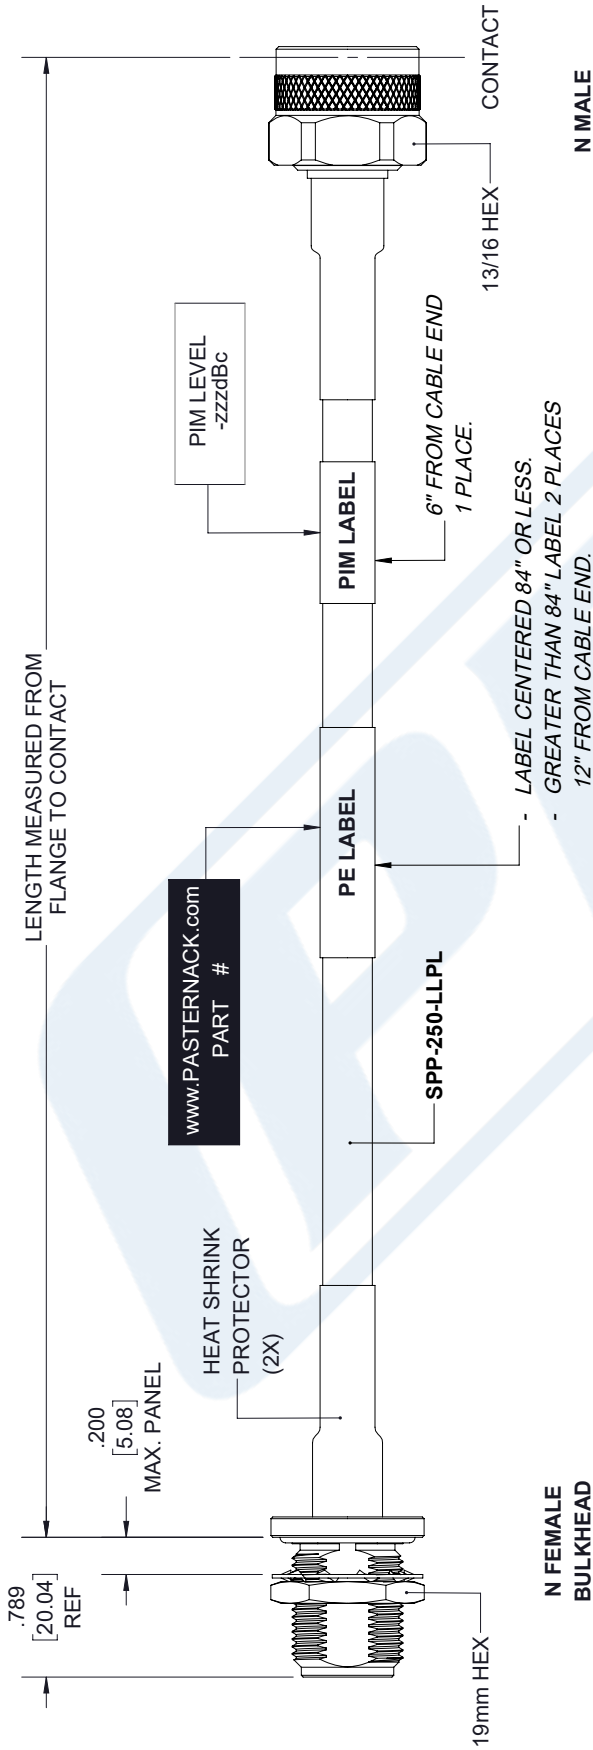 LENGTH MEASURED FROM
FLANGE TO CONTACT
.789
[20.04]
REF
.200
[5.08]
MAX. PANEL
HEAT SHRINK
PROTECTOR
(2X)
www.PASTERNACK.com
PART #
PIM LEVEL
-zzzdBc
PE LABEL
PIM LABEL
SPP-250-LLPL
6" FROM CABLE END
1 PLACE.
- LABEL CENTERED 84" OR LESS.
- GREATER THAN 84" LABEL 2 PLACES
12" FROM CABLE END.
19mm HEX
13/16 HEX
CONTACT
N FEMALE
BULKHEAD
N MALE